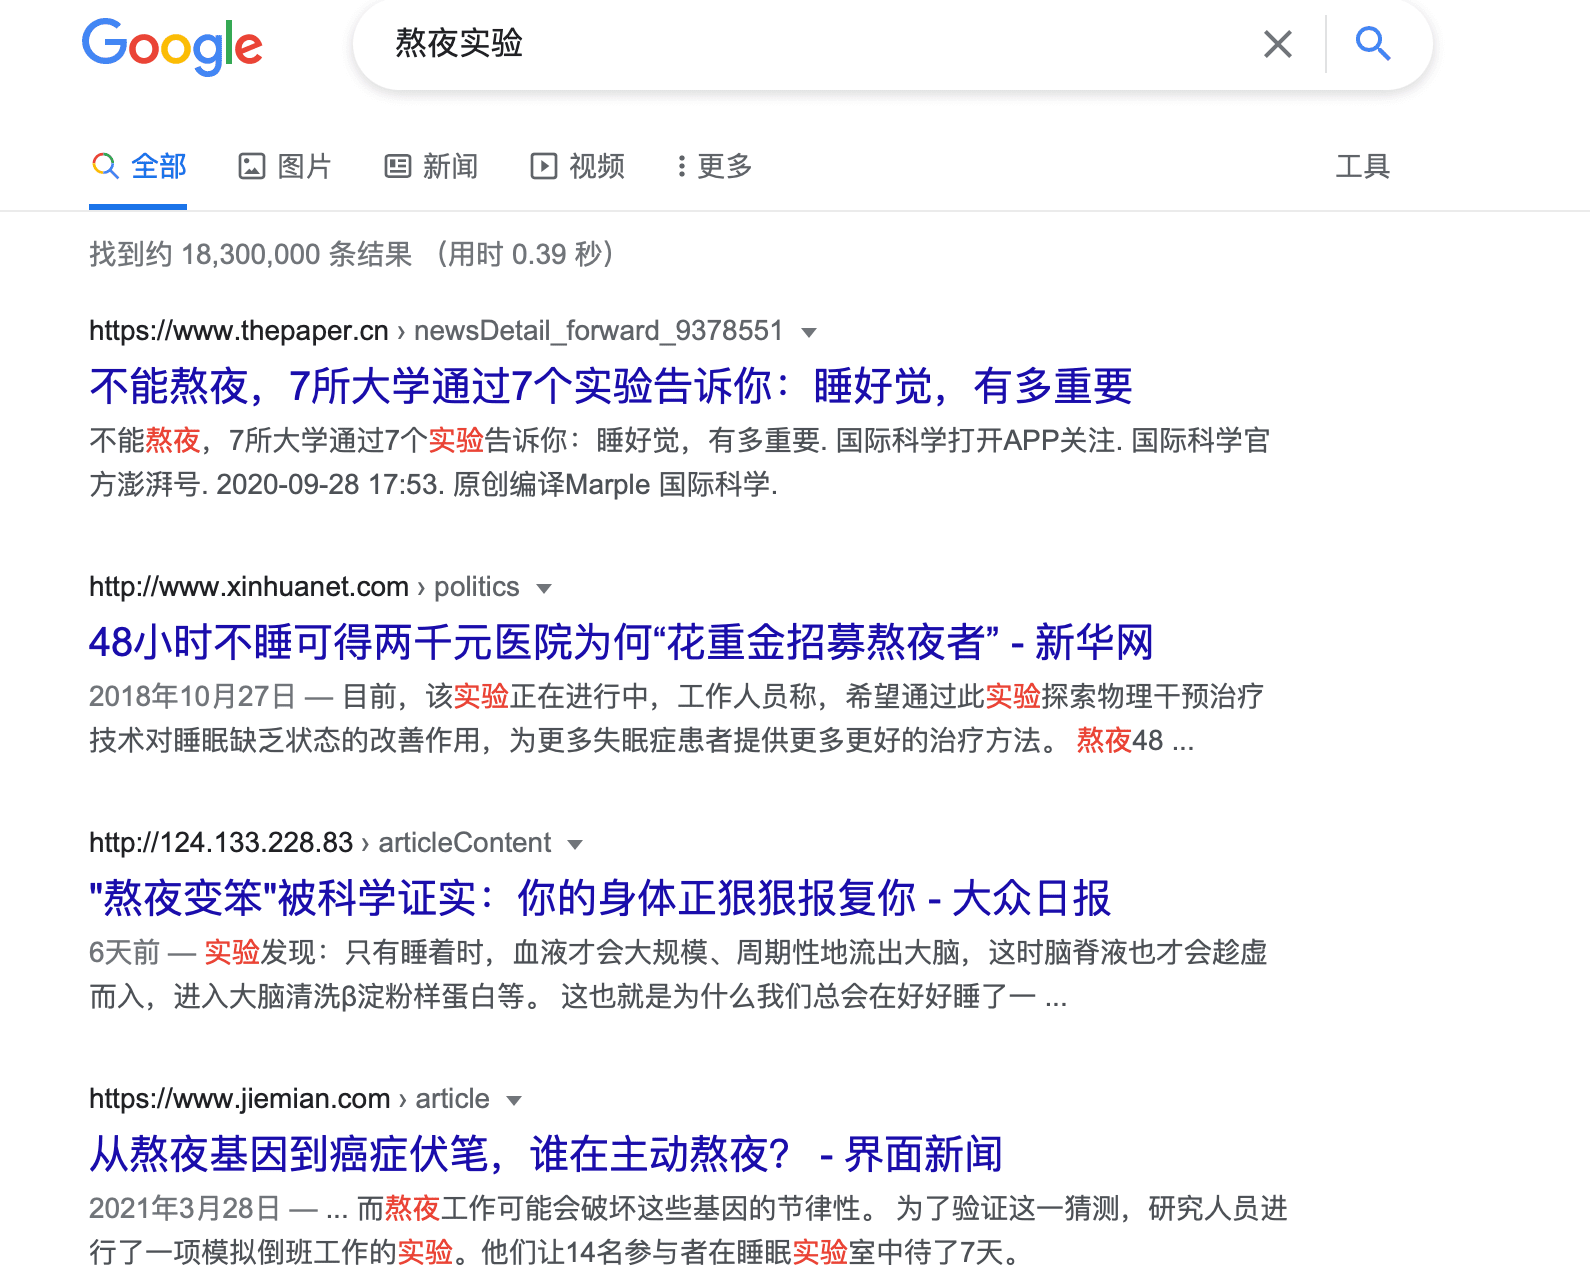 Google
熬夜实验
全部 图片 新闻 视频 更多 工具
找到约 18,300,000 条结果 （用时 0.39 秒）
https://www.thepaper.cn › newsDetail_forward_9378551
不能熬夜，7所大学通过7个实验告诉你：睡好觉，有多重要
不能熬夜，7所大学通过7个实验告诉你：睡好觉，有多重要. 国际科学打开APP关注. 国际科学官
方澎湃号. 2020-09-28 17:53. 原创编译Marple 国际科学.
http://www.xinhuanet.com › politics
48小时不睡可得两千元医院为何“花重金招募熬夜者” - 新华网
2018年10月27日 — 目前，该实验正在进行中，工作人员称，希望通过此实验探索物理干预治疗
技术对睡眠缺乏状态的改善作用，为更多失眠症患者提供更多更好的治疗方法。 熬夜48 ...
http://124.133.228.83 › articleContent
"熬夜变笨"被科学证实：你的身体正狠狠报复你 - 大众日报
6天前 — 实验发现：只有睡着时，血液才会大规模、周期性地流出大脑，这时脑脊液也才会趁虚
而入，进入大脑清洗β淀粉样蛋白等。 这也就是为什么我们总会在好好睡了一 ...
https://www.jiemian.com › article
从熬夜基因到癌症伏笔，谁在主动熬夜？ - 界面新闻
2021年3月28日 — ... 而熬夜工作可能会破坏这些基因的节律性。 为了验证这一猜测，研究人员进
行了一项模拟倒班工作的实验。他们让14名参与者在睡眠实验室中待了7天。